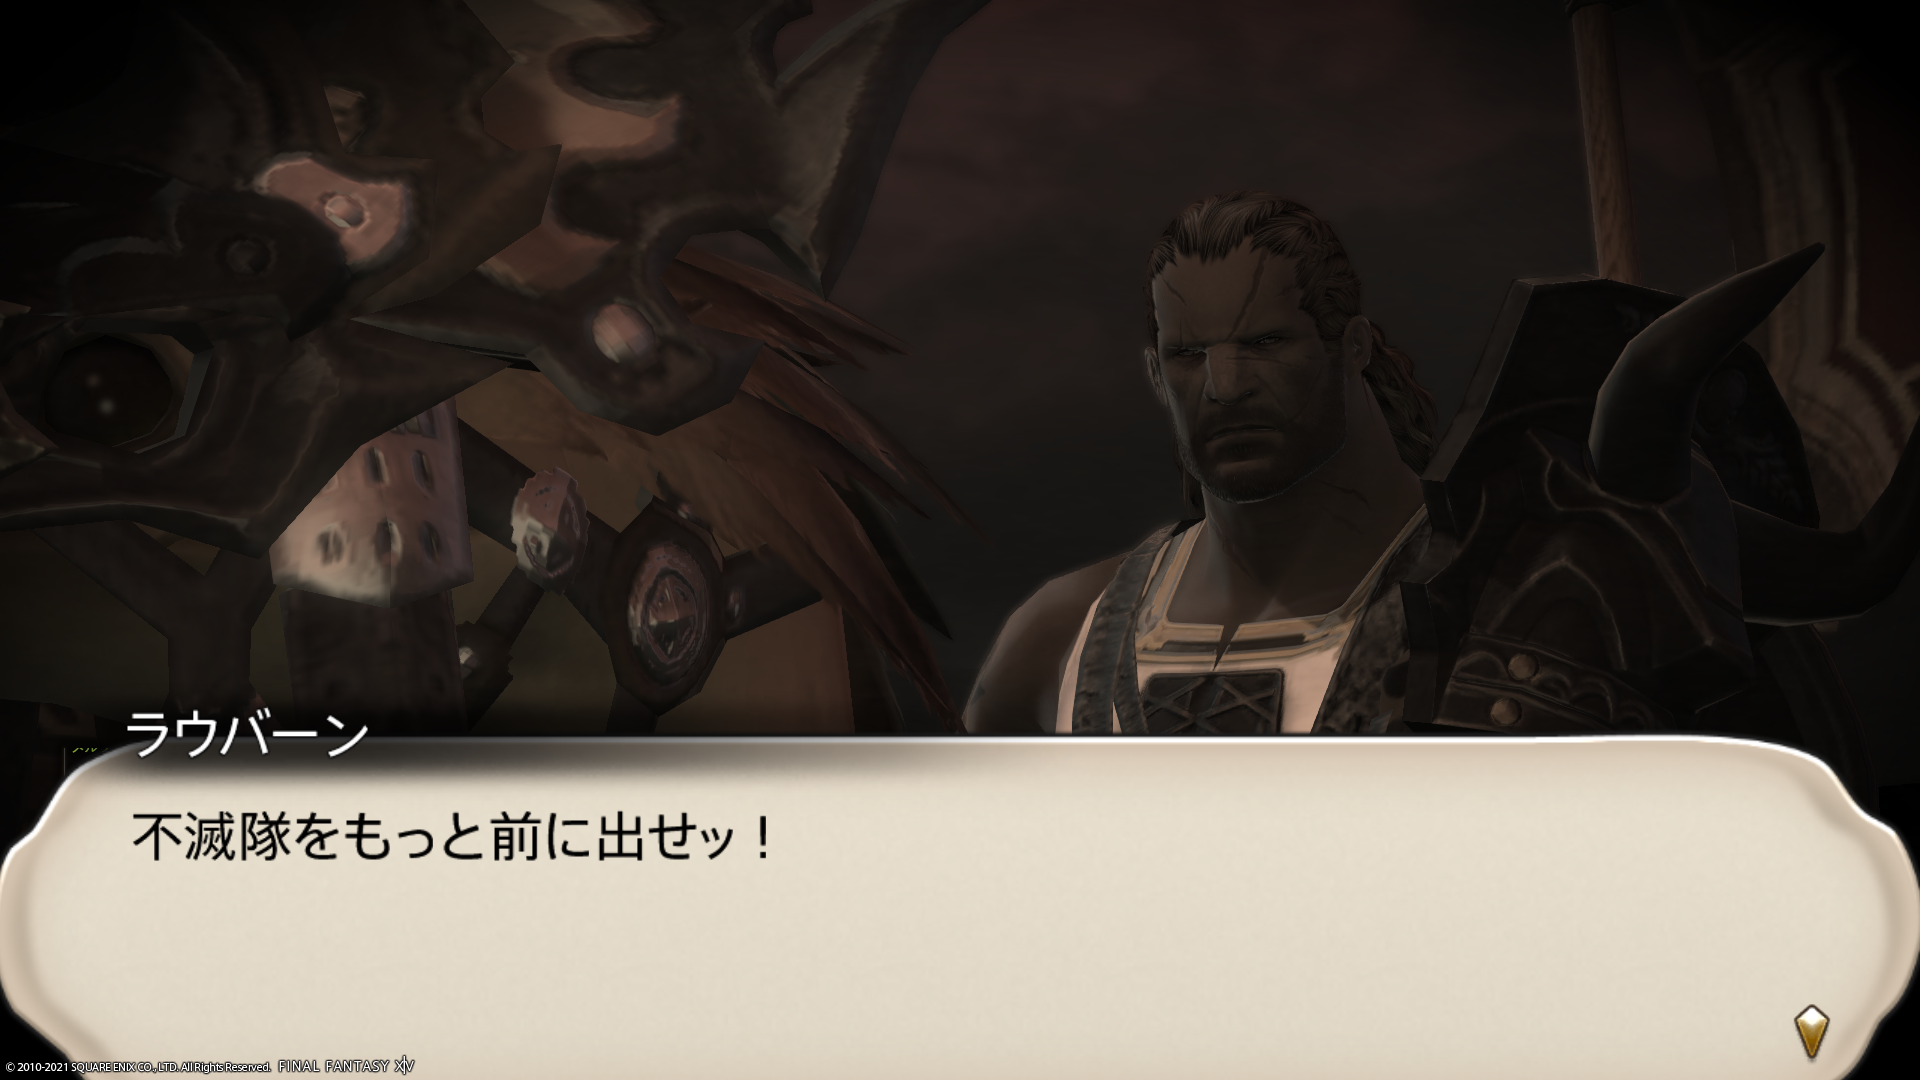 ラウバーン
不滅隊をもっと前に出せッ！
© 2010-2021 SQUARE ENIX CO., LTD. All Rights Reserved. FINAL FANTASY XIV